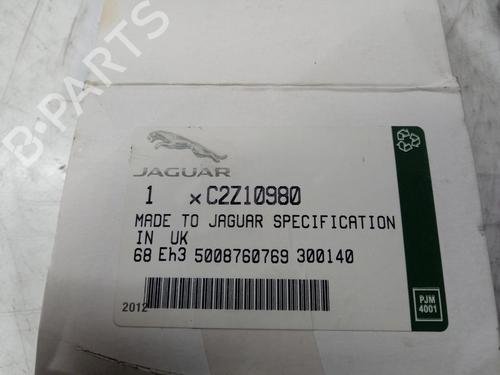 B-PARTS
JAGUAR
1 x C2Z10980
MADE TO JAGUAR SPECIFICATION
IN UK
68 Eh3 5008760769 300140
2012
PJM
4001